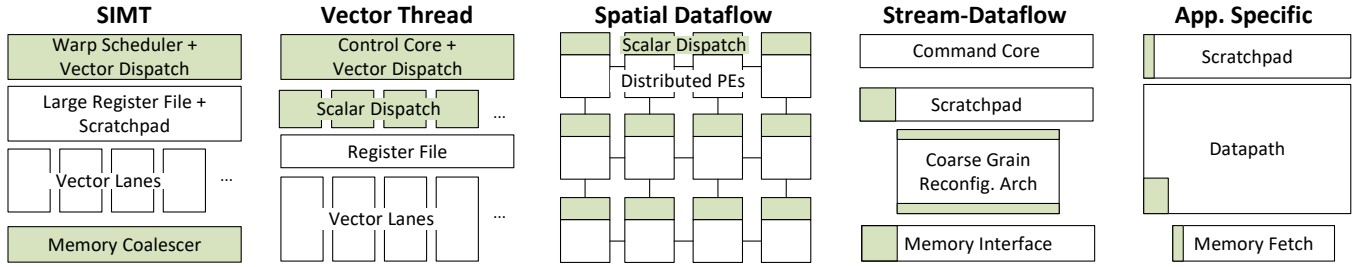 SIMT
Warp Scheduler +
Vector Dispatch
Large Register File +
Scratchpad
Vector Lanes
...
Memory Coalescer
Vector Thread
Control Core +
Vector Dispatch
Scalar Dispatch
...
Register File
Vector Lanes
...
Spatial Dataflow
Scalar Dispatch
Distributed PEs
Stream-Dataflow
Command Core
Scratchpad
Coarse Grain
Reconfig. Arch
Memory Interface
App. Specific
Scratchpad
Datapath
Memory Fetch